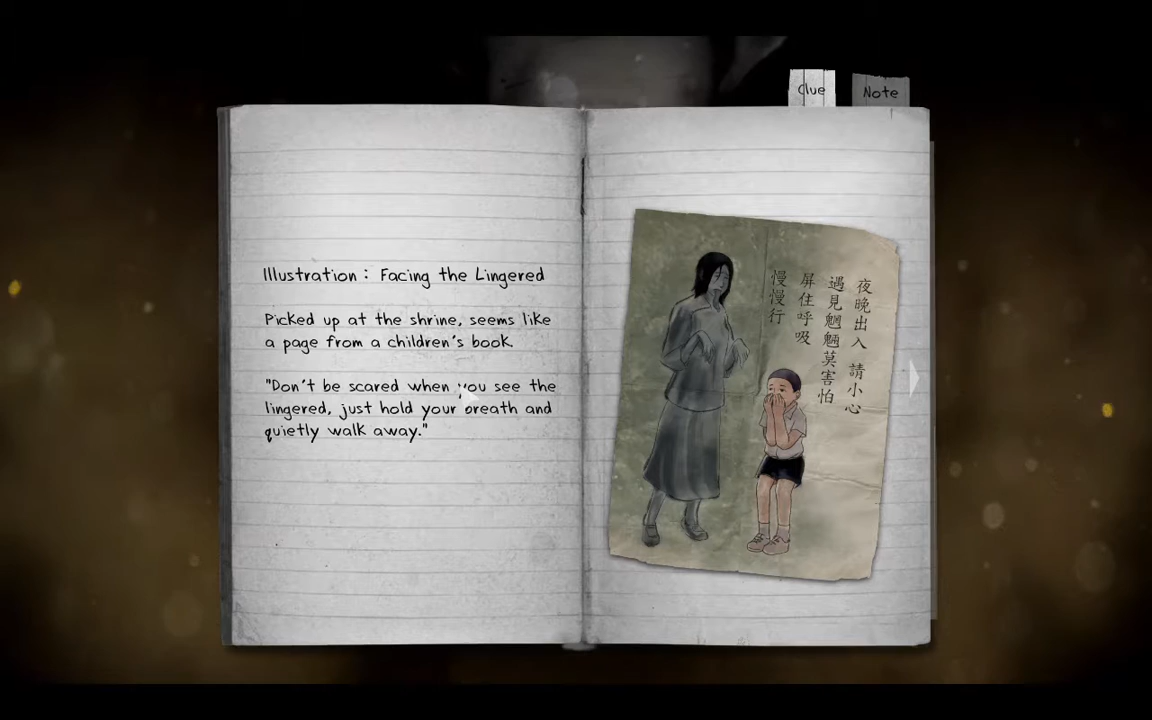 Clue
Note
Illustration : Facing the Lingered
Picked up at the shrine, seems like
a page from a children's book.
"Don't be scared when you see the
lingered, just hold your breath and
quietly walk away."
夜晚出入 請小心
遇見魍魎莫害怕
屏住呼吸
慢慢行